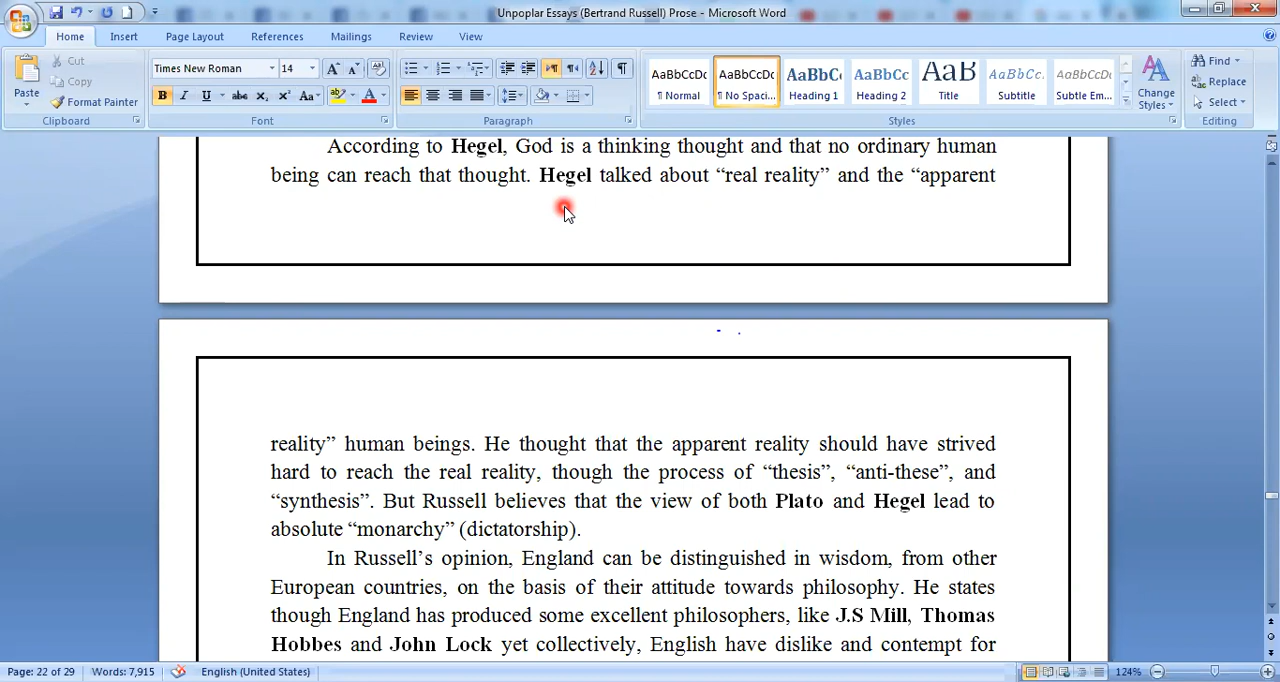 Unpoplar Essays (Bertrand Russell) Prose - Microsoft Word
Home Insert Page Layout References Mailings Review View
Paste Cut Copy Format Painter Clipboard
Times New Roman 14
B I U abc X₂ X² Aa A Font
Paragraph
AaBbCcDc ¶ Normal
AaBbCcDc ¶ No Spaci...
AaBbC Heading 1
AaBbCc Heading 2
AaB Title
AaBbCc. Subtitle
AaBbCcDc Subtle Em...
Change Styles Styles
Find Replace Select Editing
According to Hegel, God is a thinking thought and that no ordinary human
being can reach that thought. Hegel talked about “real reality” and the “apparent
reality” human beings. He thought that the apparent reality should have strived
hard to reach the real reality, though the process of “thesis”, “anti-these”, and
“synthesis”. But Russell believes that the view of both Plato and Hegel lead to
absolute “monarchy” (dictatorship).
In Russell’s opinion, England can be distinguished in wisdom, from other
European countries, on the basis of their attitude towards philosophy. He states
though England has produced some excellent philosophers, like J.S Mill, Thomas
Hobbes and John Lock yet collectively, English have dislike and contempt for
Page: 22 of 29 Words: 7,915 English (United States) 124%